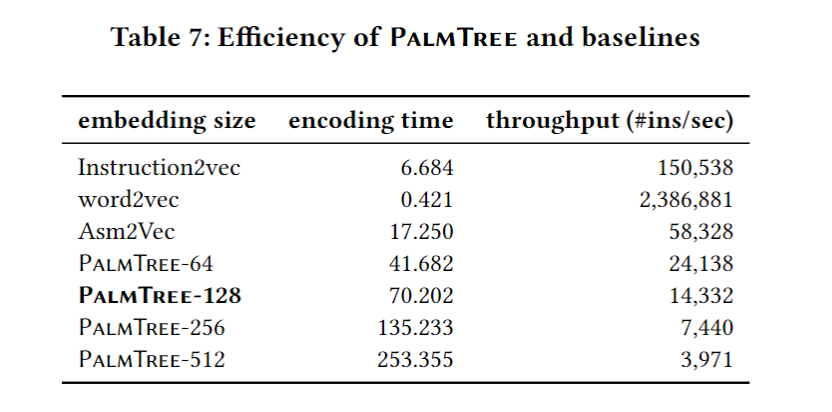 Table 7: Efficiency of PALMTREE and baselines
embedding size encoding time throughput (#ins/sec)
Instruction2vec 6.684 150,538
word2vec 0.421 2,386,881
Asm2Vec 17.250 58,328
PALMTREE-64 41.682 24,138
PALMTREE-128 70.202 14,332
PALMTREE-256 135.233 7,440
PALMTREE-512 253.355 3,971